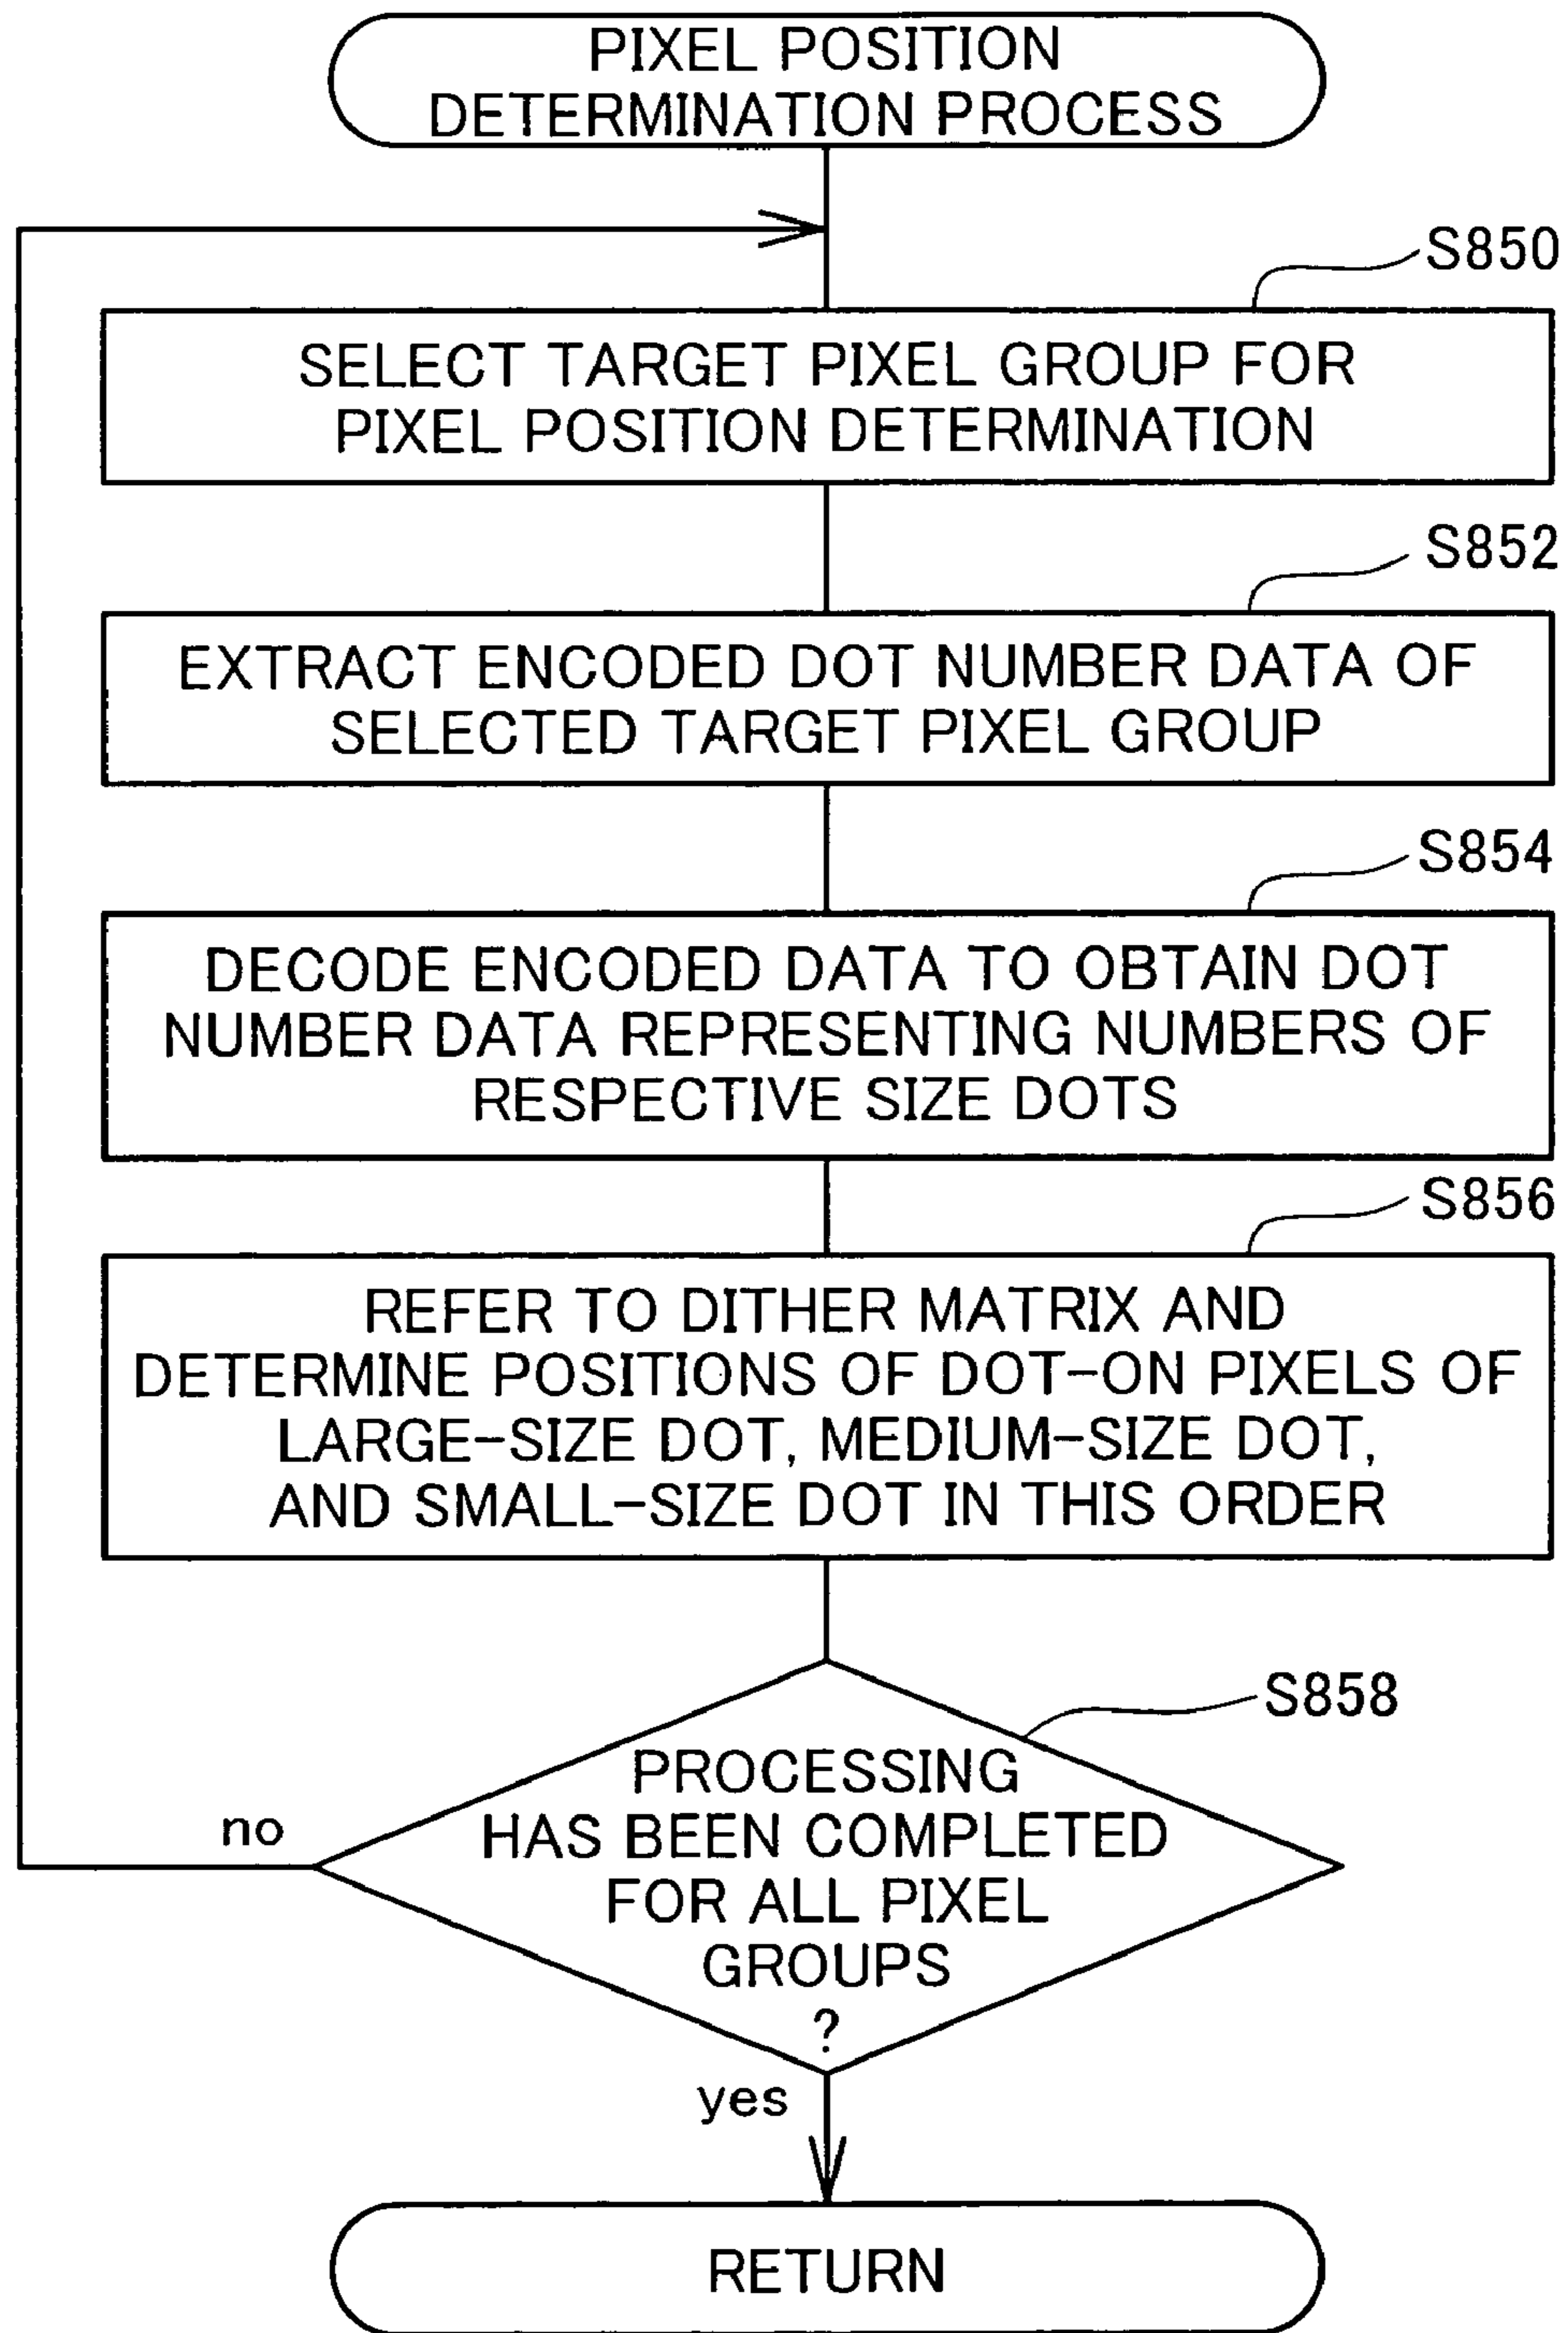 PIXEL POSITION
DETERMINATION PROCESS
S850
SELECT TARGET PIXEL GROUP FOR
PIXEL POSITION DETERMINATION
S852
EXTRACT ENCODED DOT NUMBER DATA OF
SELECTED TARGET PIXEL GROUP
S854
DECODE ENCODED DATA TO OBTAIN DOT
NUMBER DATA REPRESENTING NUMBERS OF
RESPECTIVE SIZE DOTS
S856
REFER TO DITHER MATRIX AND
DETERMINE POSITIONS OF DOT-ON PIXELS OF
LARGE-SIZE DOT, MEDIUM-SIZE DOT,
AND SMALL-SIZE DOT IN THIS ORDER
S858
PROCESSING
HAS BEEN COMPLETED
FOR ALL PIXEL
GROUPS
?
no
yes
RETURN